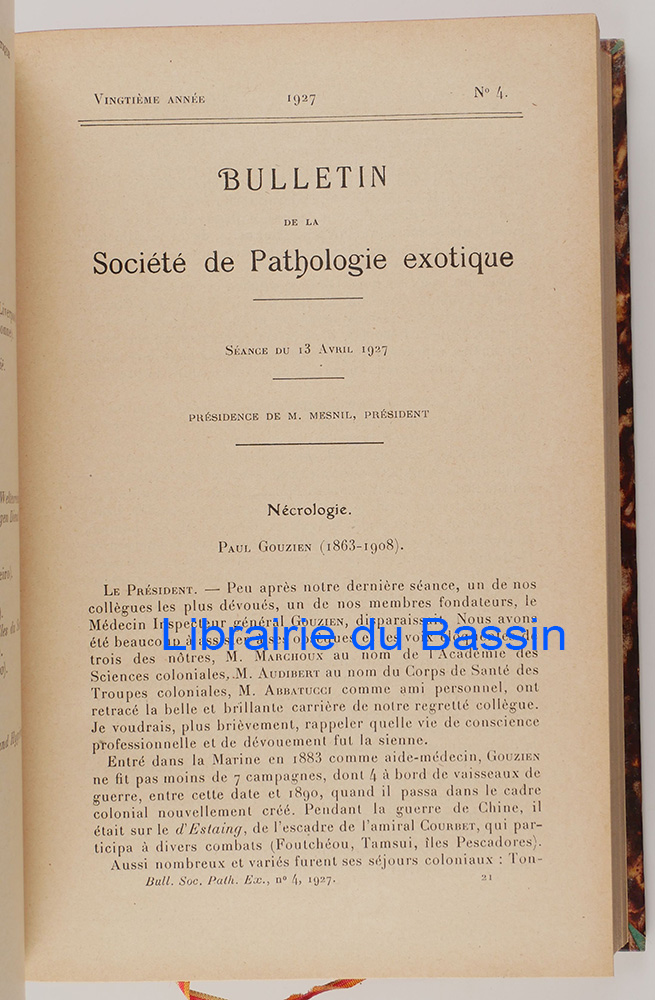 VINGTIÈME ANNÉE 1927 Nº 4.
BULLETIN
DE LA
Société de Pathologie exotique
SÉANCE DU 13 AVRIL 1927
PRÉSIDENCE DE M. MESNIL, PRÉSIDENT
Nécrologie.
PAUL GOUZIEN (1863-1908).
LE PRÉSIDENT. — Peu après notre dernière séance, un de nos
collègues les plus dévoués, un de nos membres fondateurs, le
Médecin Inspecteur général GOUZIEN, disparaissait. Nous avons
été beaucoup à assister à ses obsèques
trois des nôtres, M. MARCHOUX au nom de l'Académie des
Sciences coloniales, M. AUDIBERT au nom du Corps de Santé des
Troupes coloniales, M. ABBATUCCI comme ami personnel, ont
retracé la belle et brillante carrière de notre regretté collègue.
Je voudrais, plus brièvement, rappeler quelle vie de conscience
professionnelle et de dévouement fut la sienne.
Entré dans la Marine en 1883 comme aide-médecin, GOUZIEN
ne fit pas moins de 7 campagnes, dont 4 à bord de vaisseaux de
guerre, entre cette date et 1890, quand il passa dans le cadre
colonial nouvellement créé. Pendant la guerre de Chine, il
était sur le d'Estaing, de l'escadre de l'amiral COURBET, qui par-
ticipa à divers combats (Foutchéou, Tamsui, îles Pescadores).
Aussi nombreux et variés furent ses séjours coloniaux : Ton-
Bull. Soc. Path. Ex., nº 4, 1927. 21
Librairie du Bassin